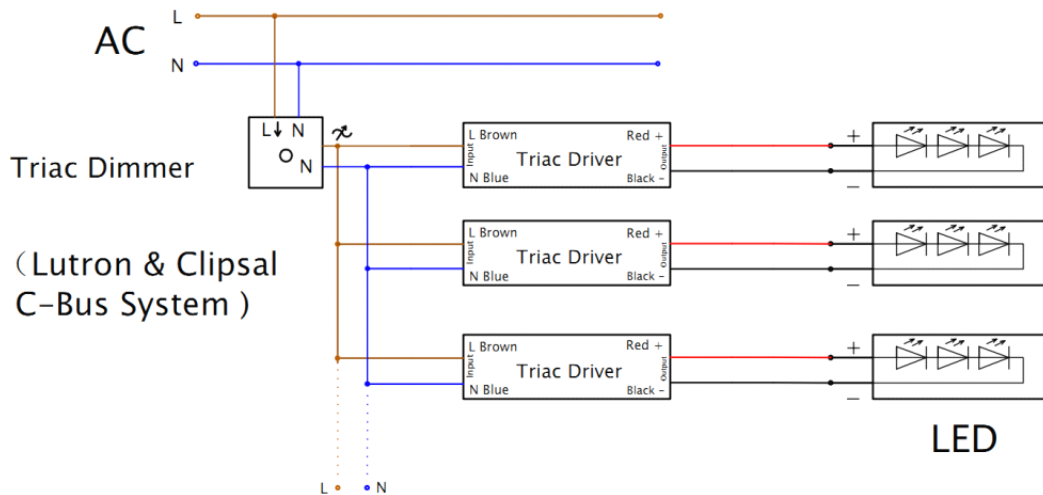 L
AC
N
L↓ N
N
Triac Dimmer
（Lutron & Clipsal
C-Bus System )
L Brown
Red +
Input
Triac Driver
Output
N Blue
Black -
+
−
L Brown
Red +
Input
Triac Driver
Output
N Blue
Black -
+
−
L Brown
Red +
Input
Triac Driver
Output
N Blue
Black -
+
−
LED
L
N